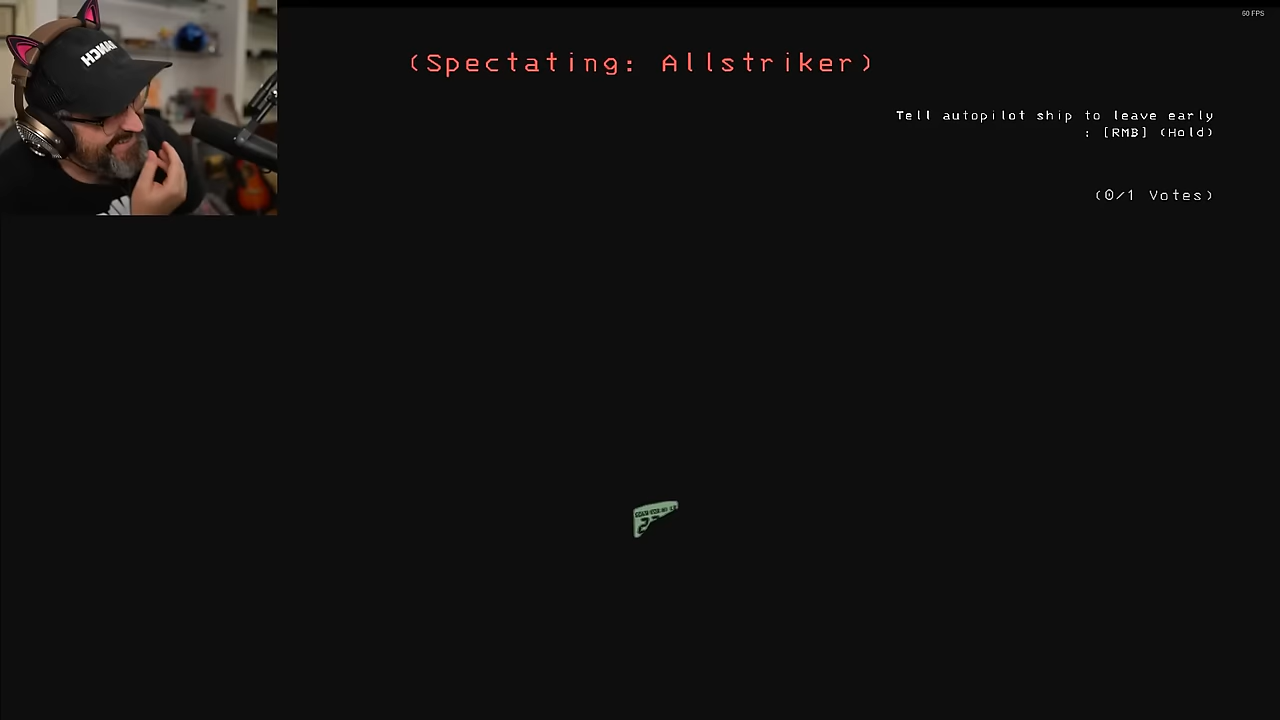 60 FPS
(Spectating: Allstriker)
Tell autopilot ship to leave early
: [RMB] (Hold)
(0/1 Votes)